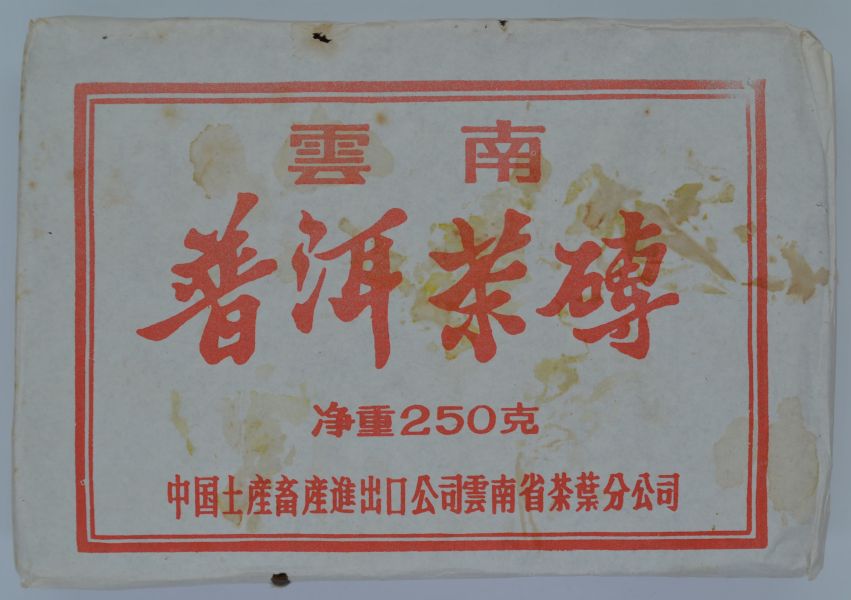 雲南
普洱茶磚
净重250克
中国土産畜産進出口公司雲南省茶葉分公司